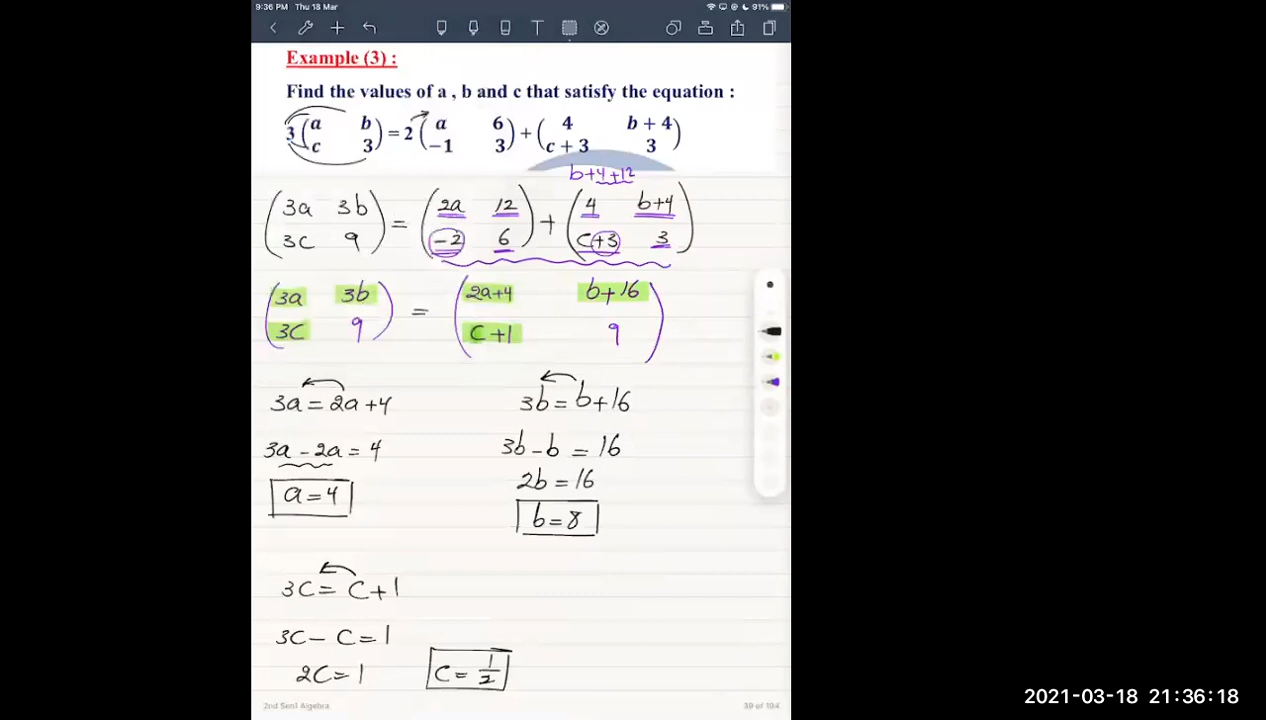 9:36 PM Thu 18 Mar
91%
T
Example (3) :
Find the values of a , b and c that satisfy the equation :
3 ( a b ) = 2 ( a 6 ) + ( 4 b + 4 )
c 3 −1 3 c + 3 3
b+4+12
( 3a 3b ) = ( 2a 12 ) + ( 4 b+4 )
3C 9 −2 6 C+3 3
( 3a 3b ) = ( 2a+4 b+16 )
3C 9 C+1 9
3a = 2a+4
3a − 2a = 4
a = 4
3b = b+16
3b − b = 16
2b = 16
b = 8
3C = C+1
3C − C = 1
2C = 1
C = 1/2
2nd Sen1 Algebra
39 of 194
2021-03-18 21:36:18